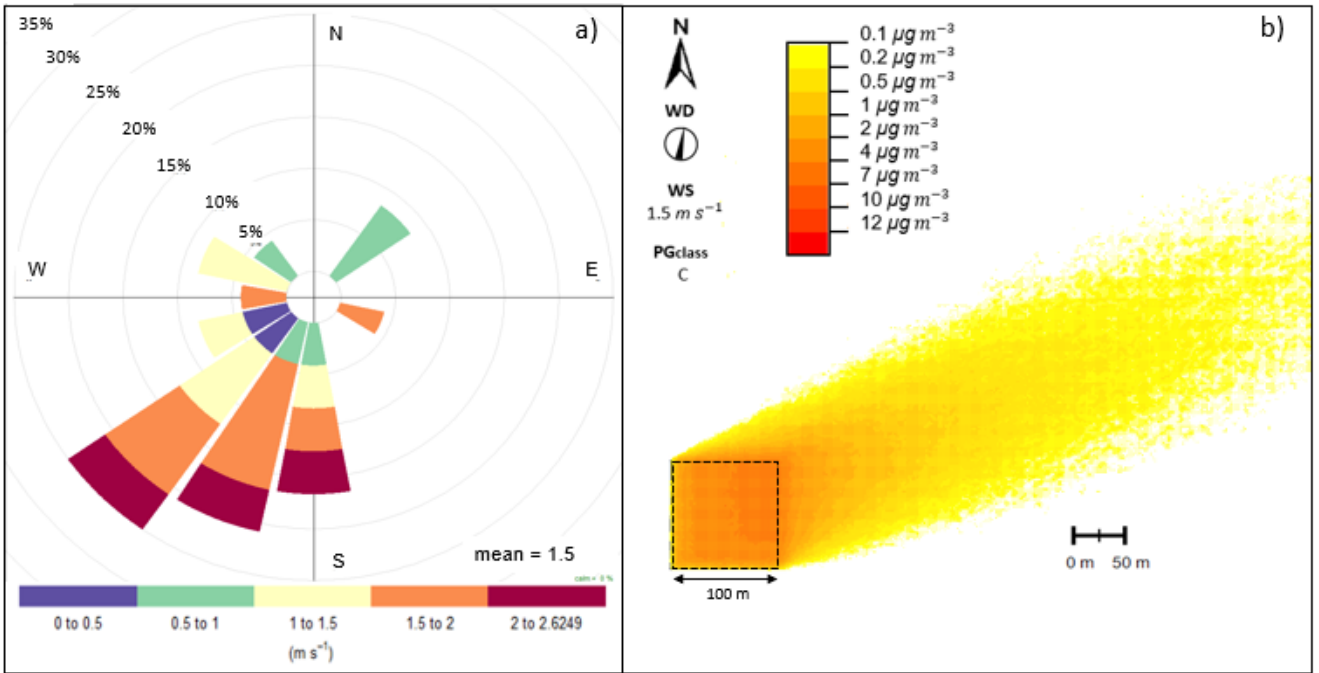 a)
35%
30%
25%
20%
15%
10%
5%
N
W
E
S
mean = 1.5
calm = 0 %
0 to 0.5
0.5 to 1
1 to 1.5
1.5 to 2
2 to 2.6249
(m s⁻¹)
b)
N
WD
WS
1.5 m s⁻¹
PGclass
C
0.1 µg m⁻³
0.2 µg m⁻³
0.5 µg m⁻³
1 µg m⁻³
2 µg m⁻³
4 µg m⁻³
7 µg m⁻³
10 µg m⁻³
12 µg m⁻³
0 m 50 m
100 m